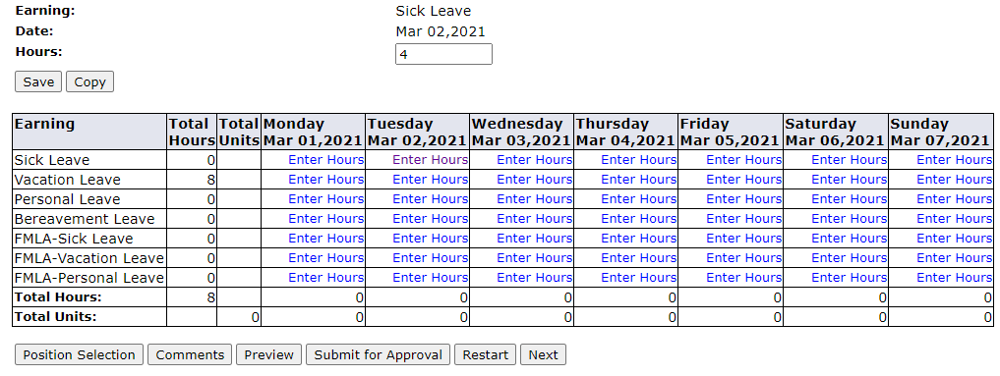 Earning: Sick Leave
Date: Mar 02,2021
Hours: 4
Save Copy
Earning Total Hours Total Units Monday Mar 01,2021 Tuesday Mar 02,2021 Wednesday Mar 03,2021 Thursday Mar 04,2021 Friday Mar 05,2021 Saturday Mar 06,2021 Sunday Mar 07,2021
Sick Leave 0 Enter Hours Enter Hours Enter Hours Enter Hours Enter Hours Enter Hours Enter Hours
Vacation Leave 8 Enter Hours Enter Hours Enter Hours Enter Hours Enter Hours Enter Hours Enter Hours
Personal Leave 0 Enter Hours Enter Hours Enter Hours Enter Hours Enter Hours Enter Hours Enter Hours
Bereavement Leave 0 Enter Hours Enter Hours Enter Hours Enter Hours Enter Hours Enter Hours Enter Hours
FMLA-Sick Leave 0 Enter Hours Enter Hours Enter Hours Enter Hours Enter Hours Enter Hours Enter Hours
FMLA-Vacation Leave 0 Enter Hours Enter Hours Enter Hours Enter Hours Enter Hours Enter Hours Enter Hours
FMLA-Personal Leave 0 Enter Hours Enter Hours Enter Hours Enter Hours Enter Hours Enter Hours Enter Hours
Total Hours: 8 0 0 0 0 0 0 0
Total Units: 0 0 0 0 0 0 0 0
Position Selection Comments Preview Submit for Approval Restart Next